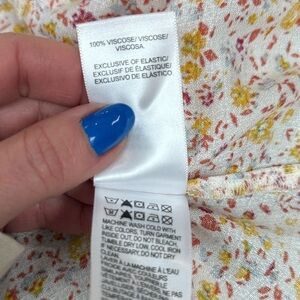 100% VISCOSE/ VISCOSE/
VISCOSA.
EXCLUSIVE OF ELASTIC/
EXCLUSIF DE ÉLASTIQUE/
EXCLUSIVO DE ELÁSTICO.
MACHINE WASH COLD WITH
LIKE COLORS, TURN GARMENT
INSIDE OUT, DO NOT BLEACH,
TUMBLE DRY LOW, COOL IRON
IF NECESSARY, DO NOT DRY
CLEAN.
LAVER À LA MACHINE À L'EAU